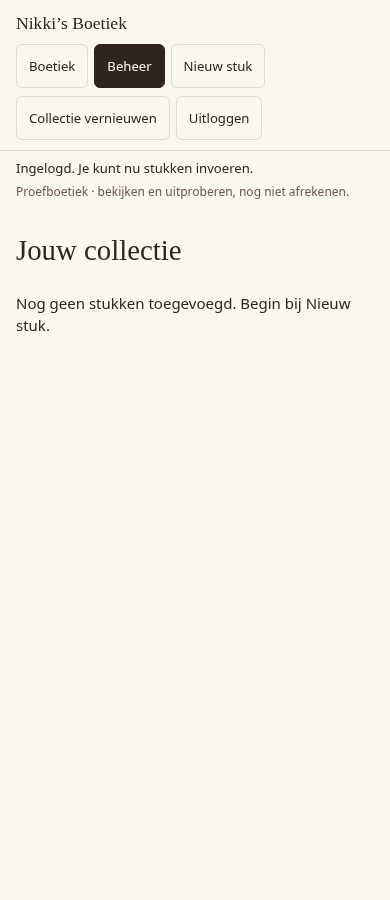 Nikki’s Boetiek
Boetiek Beheer Nieuw stuk
Collectie vernieuwen Uitloggen
Ingelogd. Je kunt nu stukken invoeren.
Proefboetiek · bekijken en uitproberen, nog niet afrekenen.
Jouw collectie
Nog geen stukken toegevoegd. Begin bij Nieuw
stuk.